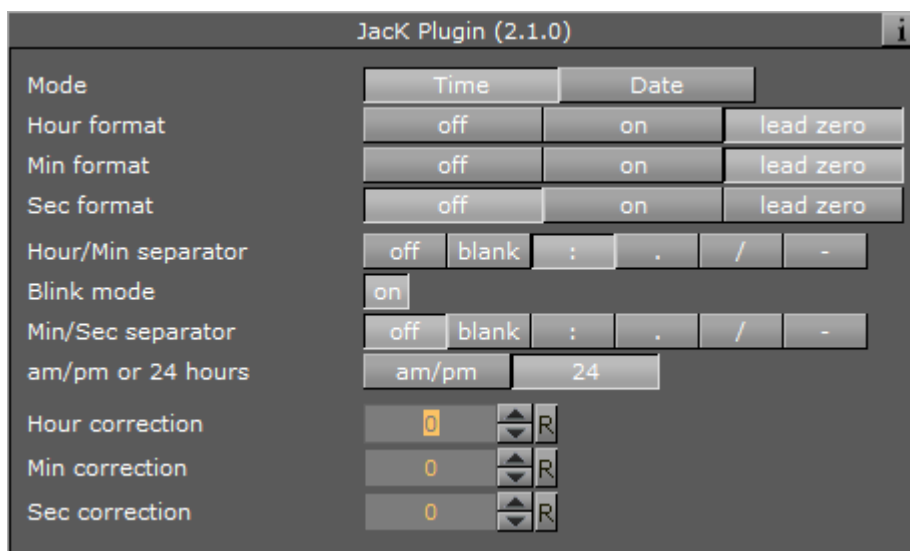 JacK Plugin (2.1.0) i
Mode Time Date
Hour format off on lead zero
Min format off on lead zero
Sec format off on lead zero
Hour/Min separator off blank : . / -
Blink mode on
Min/Sec separator off blank : . / -
am/pm or 24 hours am/pm 24
Hour correction 0 R
Min correction 0 R
Sec correction 0 R